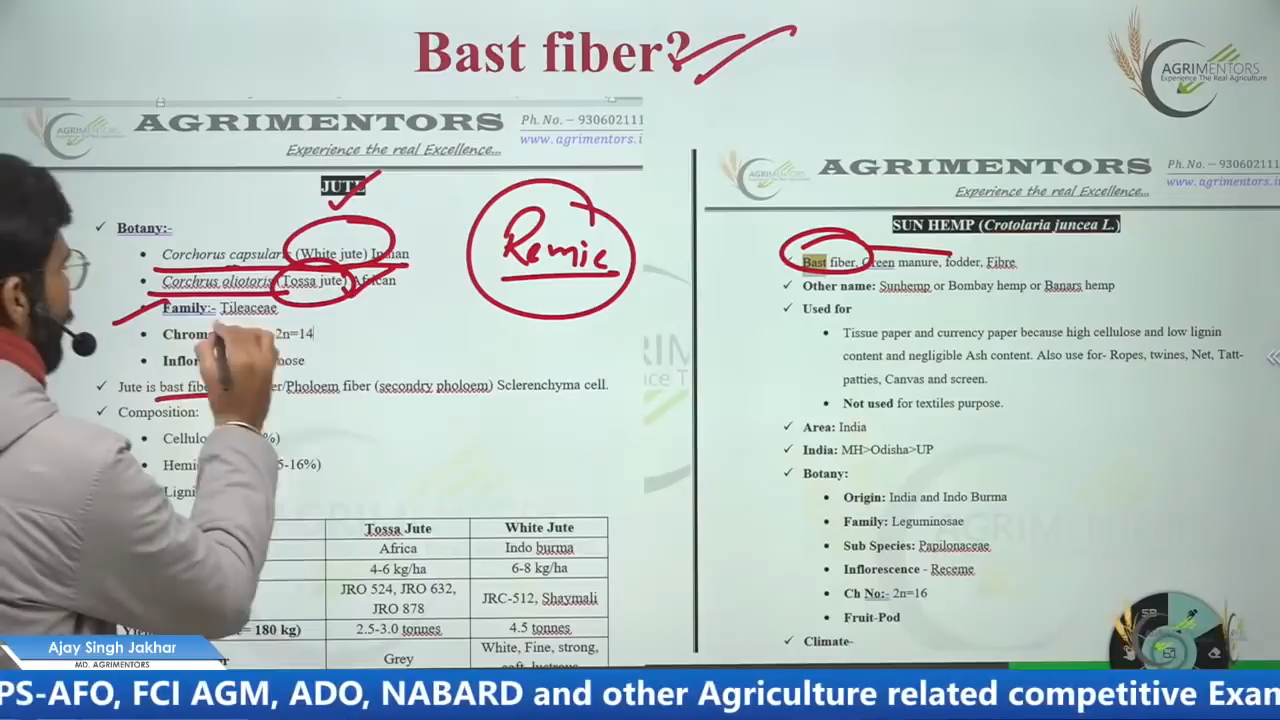 Bast fiber?
AGRIMENTORS
Experience The Real Agriculture
AGRIMENTORS
Ph. No. – 930602111
www.agrimentors.i
Experience the real Excellence...
JUTE
Botany:-
Corchorus capsularis (White jute) Indian
Corchrus oliotoris (Tossa jute) African
Family:- Tileaceae
2n=14
Jute is bast
/Pholoem fiber (secondry pholoem) Sclerenchyma cell.
Composition:
Tossa Jute
White Jute
Africa
Indo burma
4-6 kg/ha
6-8 kg/ha
JRO 524, JRO 632,
JRO 878
JRC-512, Shaymali
= 180 kg)
2.5-3.0 tonnes
4.5 tonnes
Grey
White, Fine, strong,
Remie
AGRIMENTORS
Ph. No. – 930602111
www.agrimentors.in
Experience the real Excellence...
SUN HEMP (Crotolaria juncea L.)
Bast fiber, Green manure, fodder, Fibre
Other name: Sunhemp or Bombay hemp or Banars hemp
Used for
Tissue paper and currency paper because high cellulose and low lignin
content and negligible Ash content. Also use for- Ropes, twines, Net, Tatt-
patties, Canvas and screen.
Not used for textiles purpose.
Area: India
India: MH>Odisha>UP
Botany:
Origin: India and Indo Burma
Family: Leguminosae
Sub Species: Papilonaceae
Inflorescence - Receme
Ch No:- 2n=16
Fruit-Pod
Climate-
Ajay Singh Jakhar
MD. AGRIMENTORS
PS-AFO, FCI AGM, ADO, NABARD and other Agriculture related competitive Exan